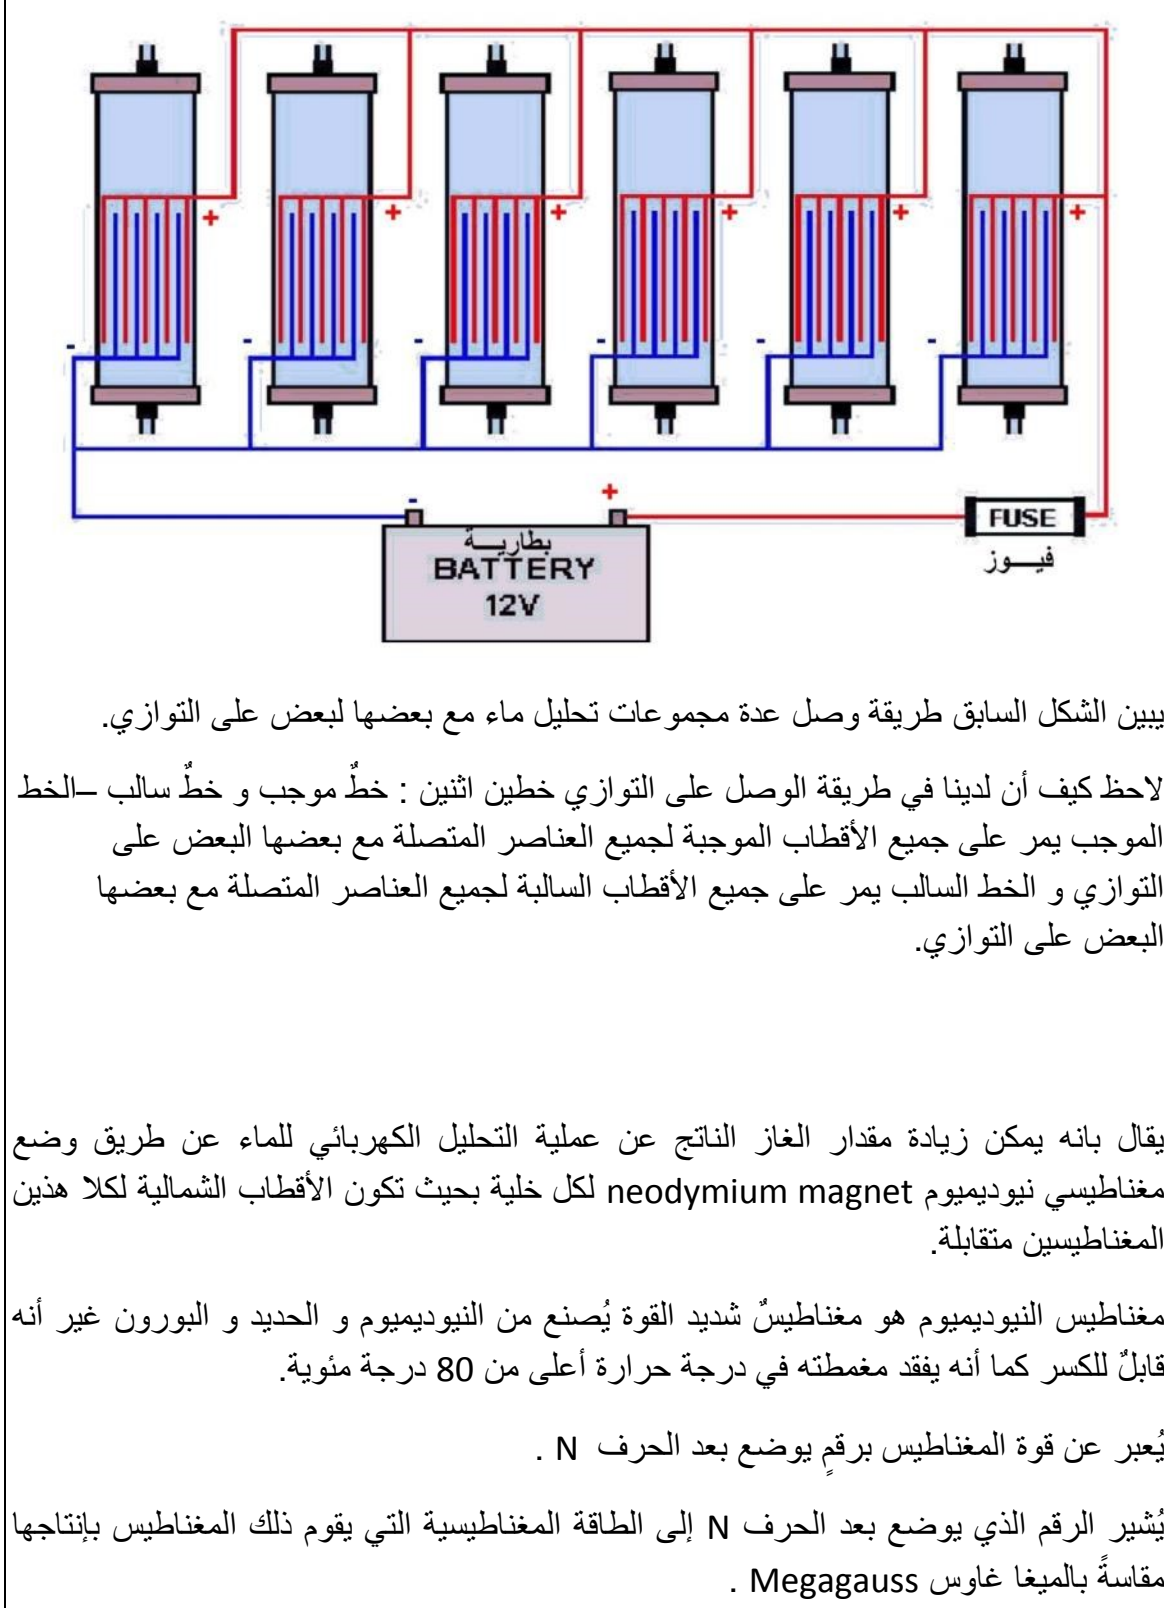 + + + + + +
- - - - - -
- +
FUSE
فيـــوز
بطاريـــة
BATTERY
12V
يبين الشكل السابق طريقة وصل عدة مجموعات تحليل ماء مع بعضها لبعض على التوازي.
لاحظ كيف أن لدينا في طريقة الوصل على التوازي خطين اثنين : خطٌ موجب و خطٌ سالب –الخط
الموجب يمر على جميع الأقطاب الموجبة لجميع العناصر المتصلة مع بعضها البعض على
التوازي و الخط السالب يمر على جميع الأقطاب السالبة لجميع العناصر المتصلة مع بعضها
البعض على التوازي.
يقال بانه يمكن زيادة مقدار الغاز الناتج عن عملية التحليل الكهربائي للماء عن طريق وضع
مغناطيسي نيوديميوم neodymium magnet لكل خلية بحيث تكون الأقطاب الشمالية لكلا هذين
المغناطيسين متقابلة.
مغناطيس النيوديميوم هو مغناطيسٌ شديد القوة يُصنع من النيوديميوم و الحديد و البورون غير أنه
قابلٌ للكسر كما أنه يفقد مغمطته في درجة حرارة أعلى من 80 درجة مئوية.
يُعبر عن قوة المغناطيس برقمٍ يوضع بعد الحرف N .
يُشير الرقم الذي يوضع بعد الحرف N إلى الطاقة المغناطيسية التي يقوم ذلك المغناطيس بإنتاجها
مقاسةً بالميغا غاوس Megagauss .